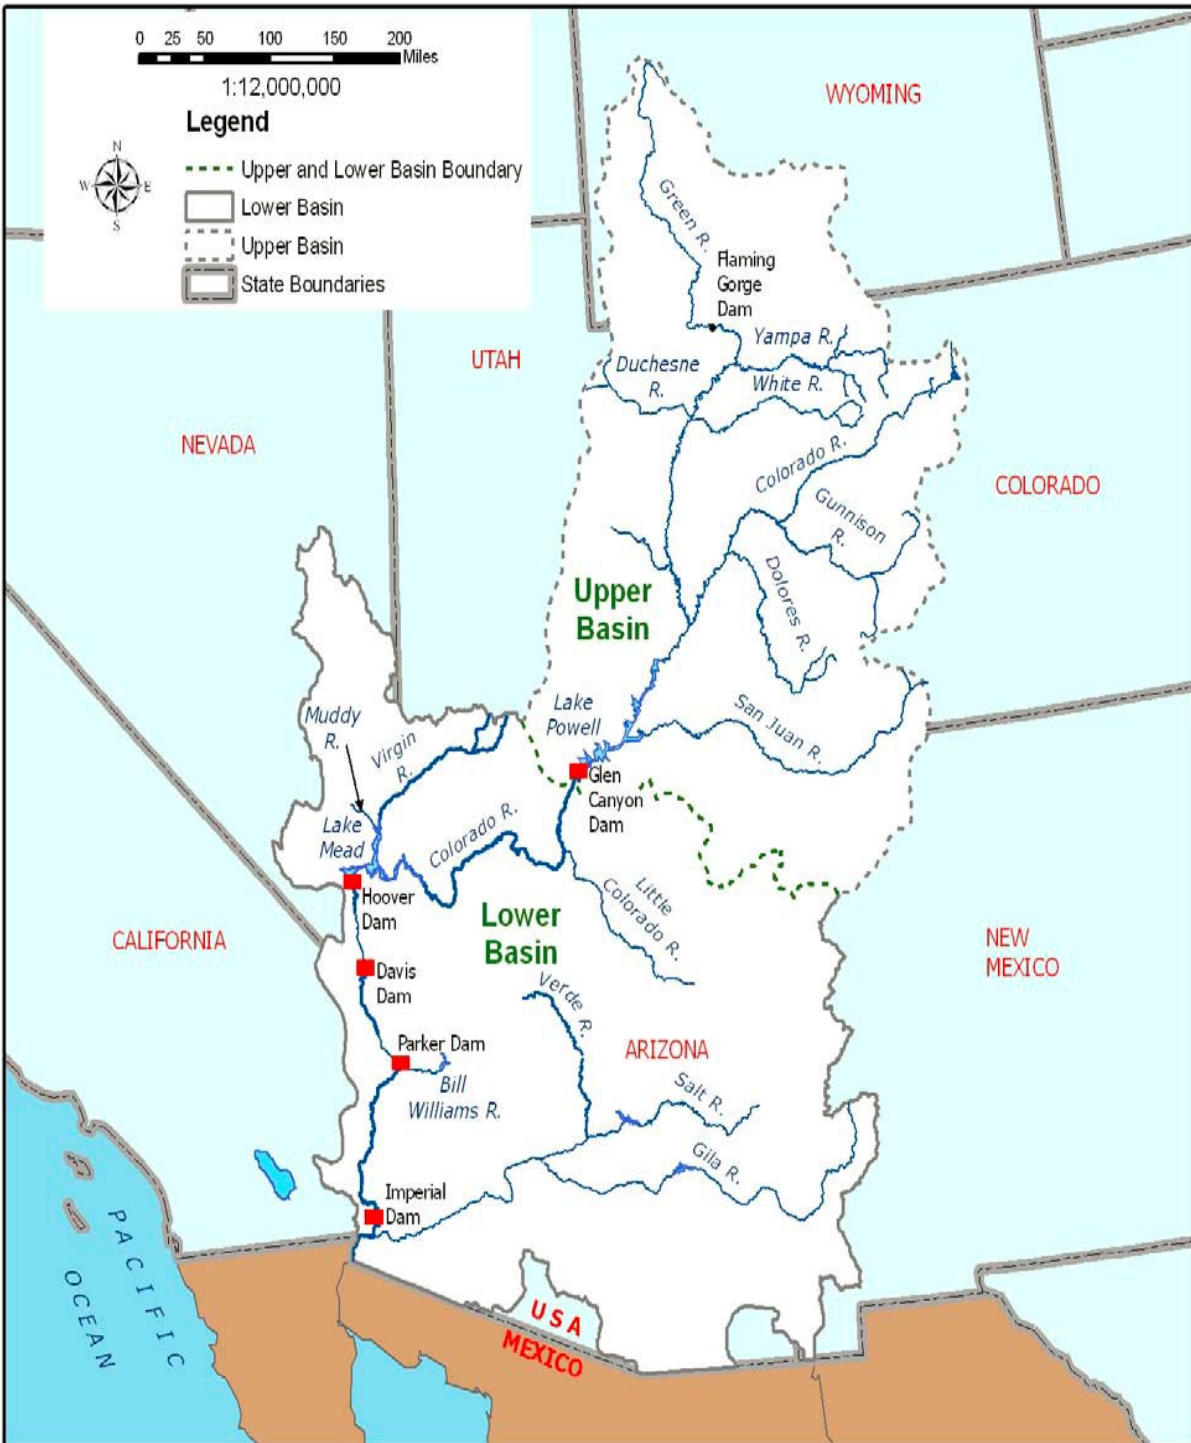 0 25 50 100 150 200
Miles
1:12,000,000
Legend
N
W E
S
Upper and Lower Basin Boundary
Lower Basin
Upper Basin
State Boundaries
WYOMING
Green R.
Flaming
Gorge
Dam
UTAH
Yampa R.
Duchesne
R.
White R.
NEVADA
Colorado R.
COLORADO
Gunnison
R.
Dolores R.
Upper
Basin
Lake
Powell
San Juan R.
Muddy
R.
Virgin
R.
Glen
Canyon
Dam
Lake
Mead
Colorado R.
Hoover
Dam
Little
Colorado R.
Lower
Basin
CALIFORNIA
NEW
MEXICO
Davis
Dam
Verde R.
Parker Dam
ARIZONA
Bill
Williams R.
Salt R.
Gila R.
Imperial
Dam
PACIFIC
OCEAN
USA
MEXICO